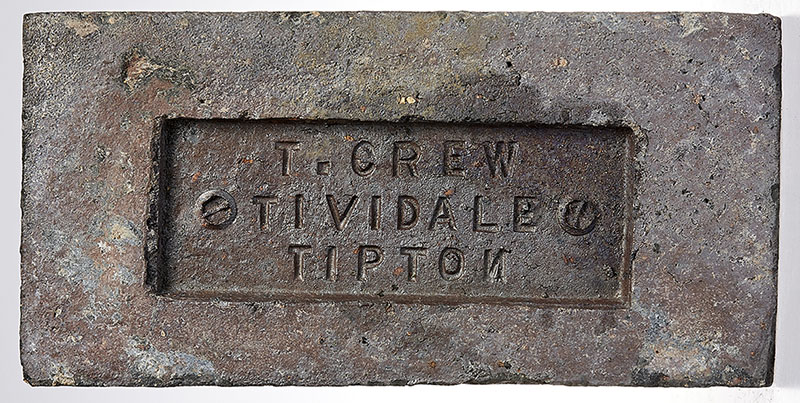 T. CREW
TIVIDALE
TIPTON